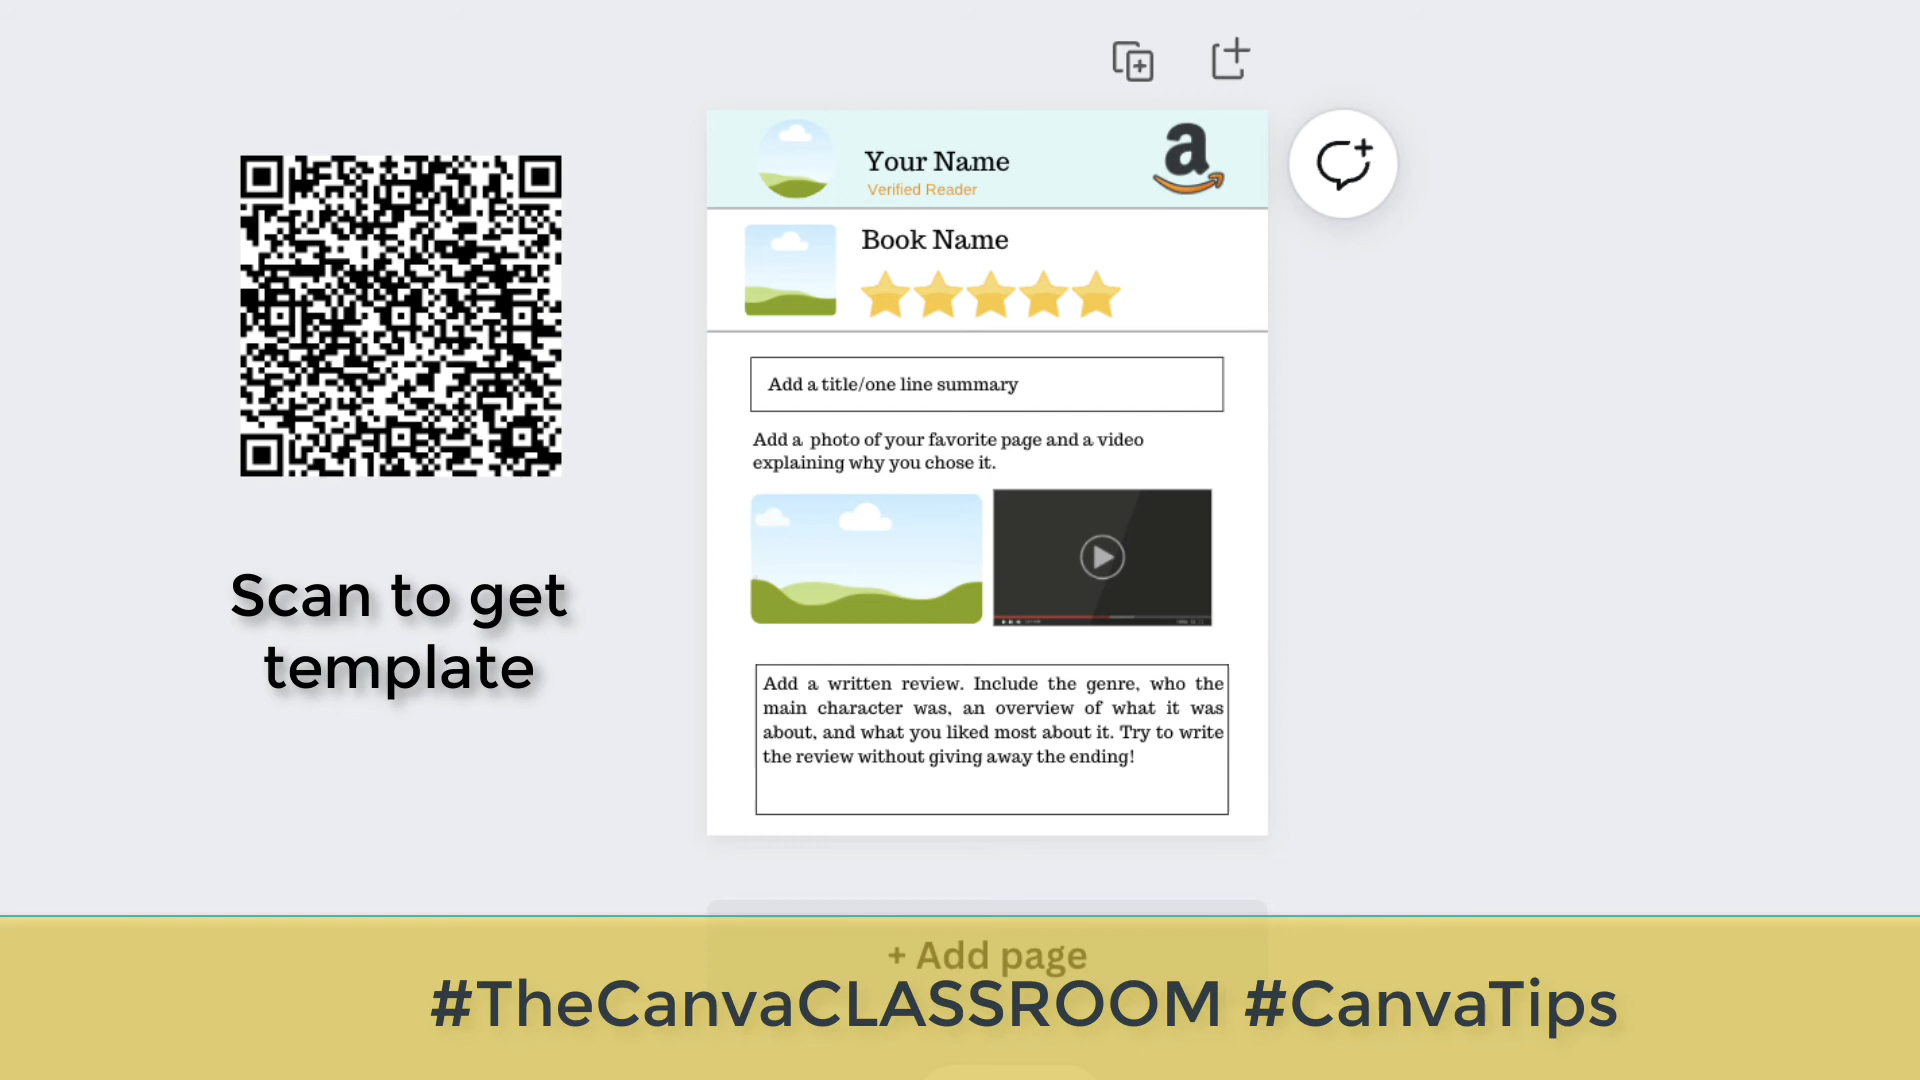 Your Name
Verified Reader
a
Book Name
Add a title/one line summary
Add a photo of your favorite page and a video
explaining why you chose it.
Add a written review. Include the genre, who the
main character was, an overview of what it was
about, and what you liked most about it. Try to write
the review without giving away the ending!
Scan to get
template
+ Add page
#TheCanvaCLASSROOM #CanvaTips